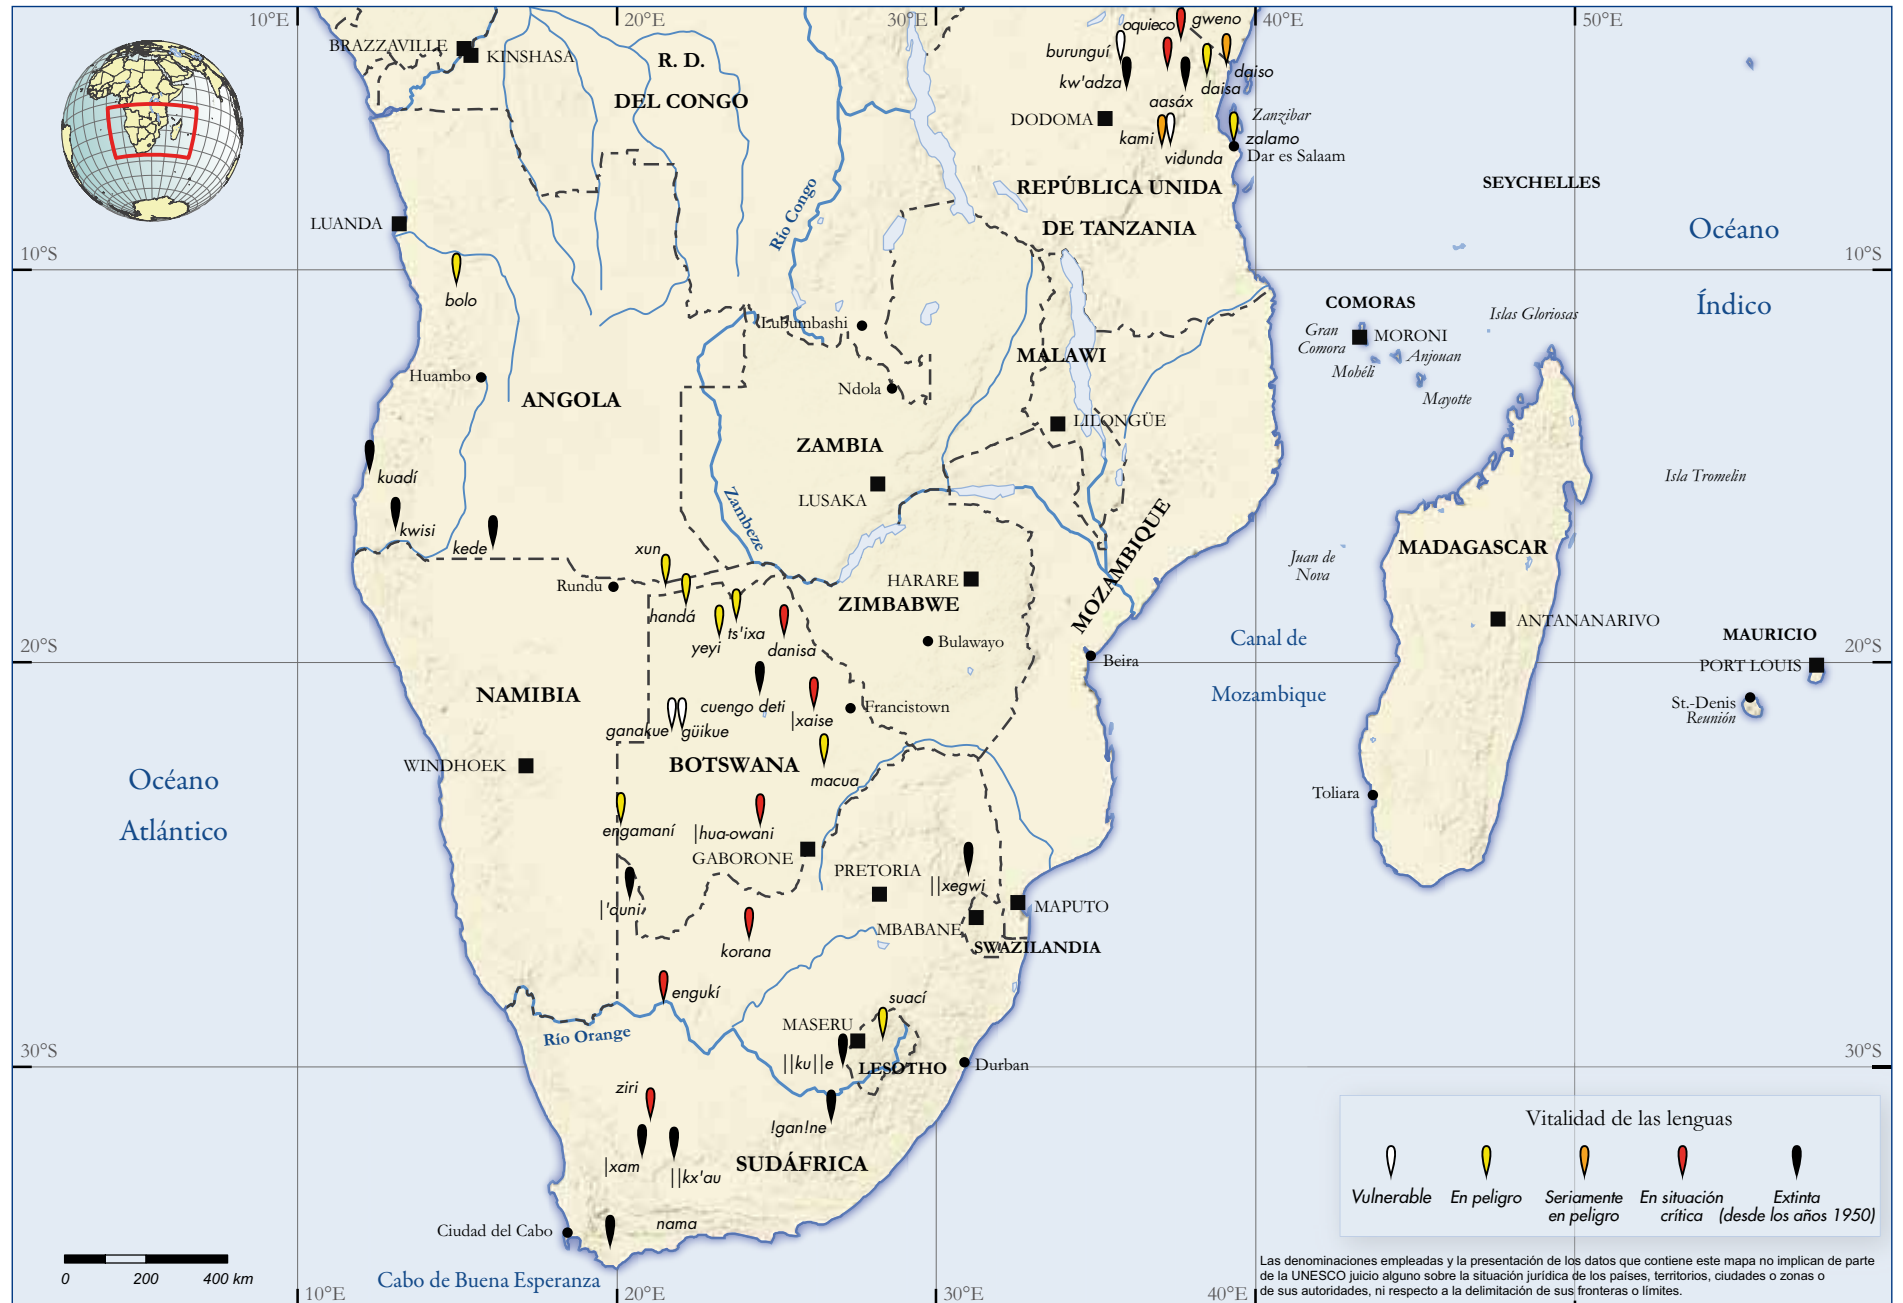 10°E
20°E
30°E
40°E
50°E
BRAZZAVILLE
KINSHASA
R. D.
DEL CONGO
oquieco
gweno
burunguí
kw'adza
daiso
daisa
aasáx
DODOMA
Zanzibar
kami
zalamo
vidunda
Dar es Salaam
REPÚBLICA UNIDA
DE TANZANIA
SEYCHELLES
Río Congo
LUANDA
Océano
Índico
10°S
10°S
bolo
COMORAS
Gran
Comora
MORONI
Islas Gloriosas
Anjouan
Mohéli
Mayotte
Lubumbashi
MALAWI
Huambo
Ndola
ANGOLA
LILONGÜE
ZAMBIA
kuadí
LUSAKA
Isla Tromelin
Zambeze
kwisi
kede
MOZAMBIQUE
MADAGASCAR
xun
Juan de
Nova
Rundu
HARARE
ZIMBABWE
handá
ts'ixa
yeyi
danisa
Bulawayo
ANTANANARIVO
Canal de
Mozambique
MAURICIO
20°S
20°S
Beira
PORT LOUIS
NAMIBIA
cuengo deti
Francistown
|xaise
St.-Denis
Reunión
ganakue
güikue
WINDHOEK
BOTSWANA
macua
Océano
Atlántico
Toliara
engamaní
|hua-owani
GABORONE
PRETORIA
||xegwi
|'auni
MAPUTO
MBABANE
korana
SWAZILANDIA
engukí
suací
MASERU
Río Orange
30°S
30°S
||ku||e
LESOTHO
Durban
ziri
!gan!ne
|xam
||kx'au
SUDÁFRICA
nama
Ciudad del Cabo
Cabo de Buena Esperanza
0
200
400 km
Vitalidad de las lenguas
Vulnerable
En peligro
Seriamente
en peligro
En situación
crítica
Extinta
(desde los años 1950)
Las denominaciones empleadas y la presentación de los datos que contiene este mapa no implican de parte
de la UNESCO juicio alguno sobre la situación jurídica de los países, territorios, ciudades o zonas o
de sus autoridades, ni respecto a la delimitación de sus fronteras o límites.
10°E
20°E
30°E
40°E